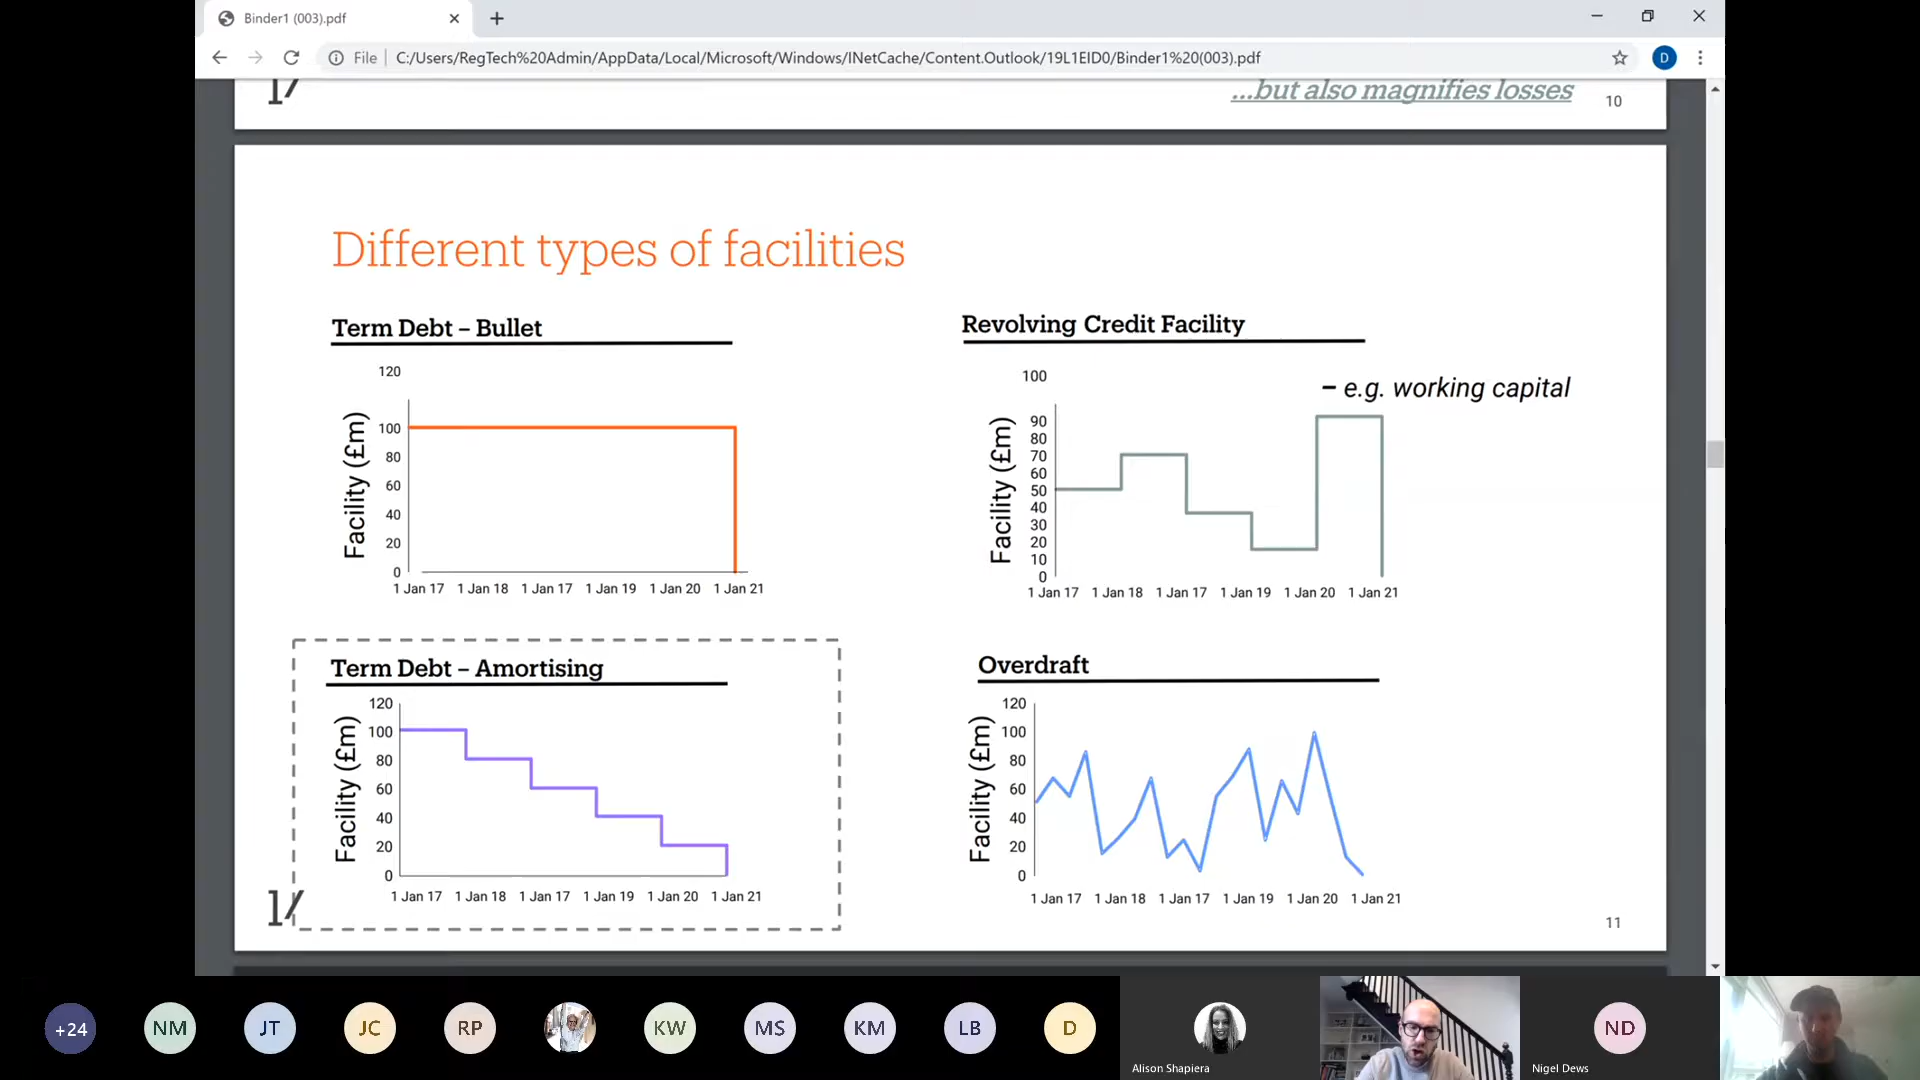 Binder1 (003).pdf
File
C:/Users/RegTech%20Admin/AppData/Local/Microsoft/Windows/INetCache/Content.Outlook/19L1EID0/Binder1%20(003).pdf
D
...but also magnifies losses
10
Different types of facilities
Term Debt – Bullet
120
100
80
60
40
20
0
Facility (£m)
1 Jan 17 1 Jan 18 1 Jan 17 1 Jan 19 1 Jan 20 1 Jan 21
Revolving Credit Facility
– e.g. working capital
100
90
80
70
60
50
40
30
20
10
0
Facility (£m)
1 Jan 17 1 Jan 18 1 Jan 17 1 Jan 19 1 Jan 20 1 Jan 21
Term Debt – Amortising
120
100
80
60
40
20
0
Facility (£m)
1 Jan 17 1 Jan 18 1 Jan 17 1 Jan 19 1 Jan 20 1 Jan 21
Overdraft
120
100
80
60
40
20
0
Facility (£m)
1 Jan 17 1 Jan 18 1 Jan 17 1 Jan 19 1 Jan 20 1 Jan 21
11
+24 NM JT JC RP KW MS KM LB D ND
Alison Shapiera
Nigel Dews